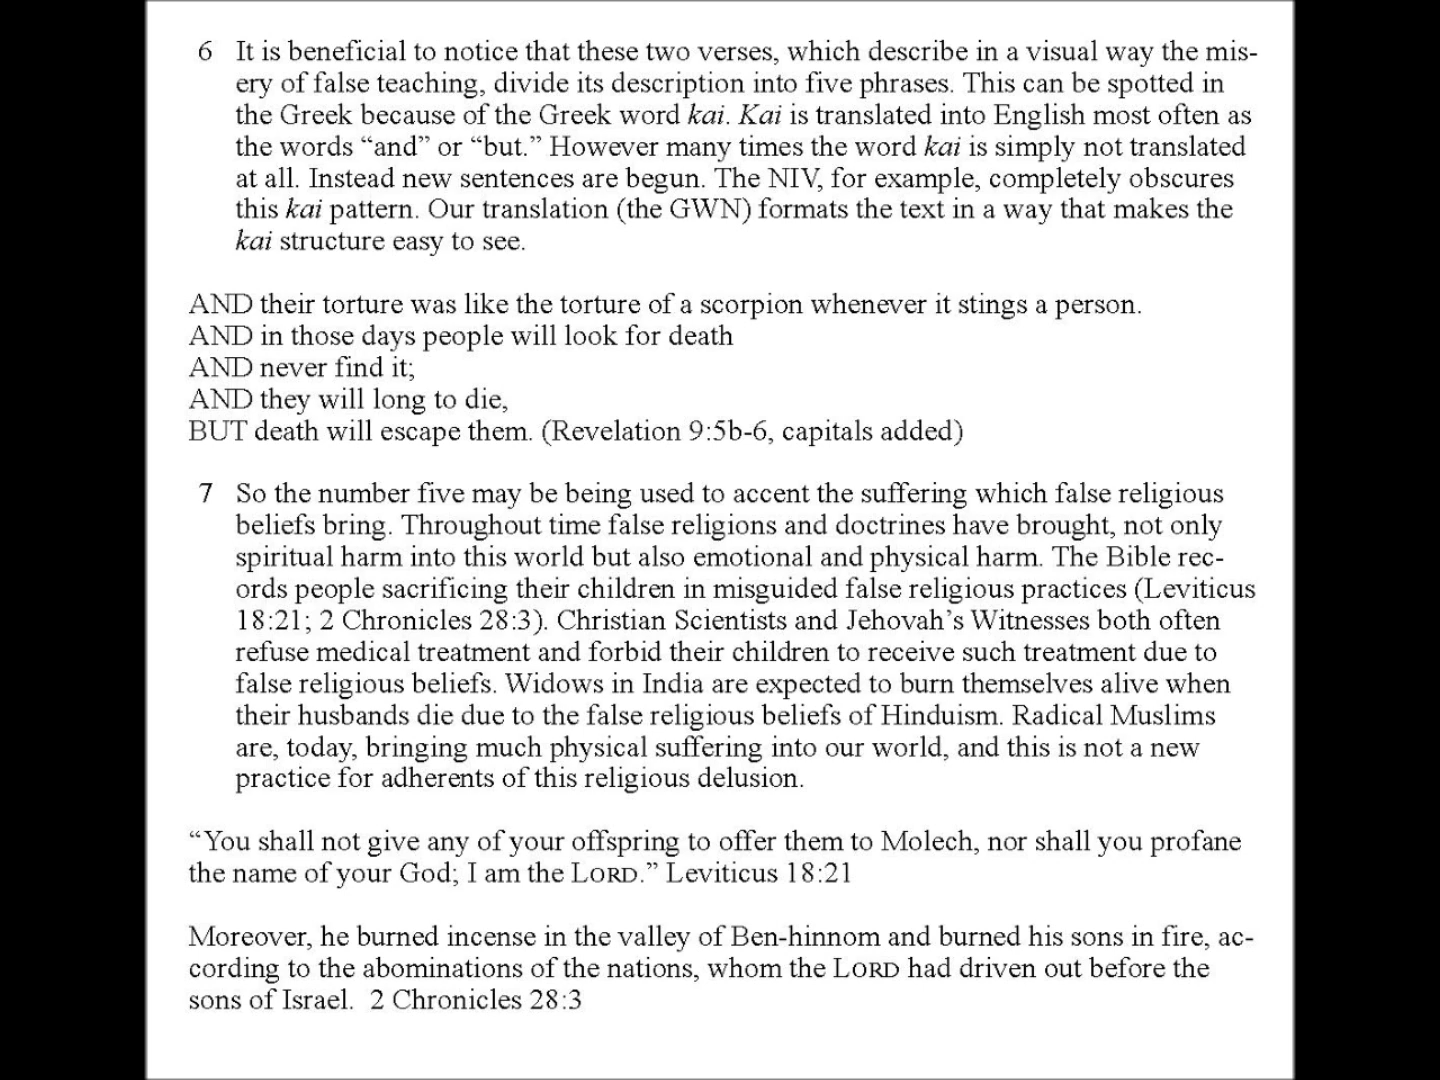 6 It is beneficial to notice that these two verses, which describe in a visual way the mis-
ery of false teaching, divide its description into five phrases. This can be spotted in
the Greek because of the Greek word kai. Kai is translated into English most often as
the words “and” or “but.” However many times the word kai is simply not translated
at all. Instead new sentences are begun. The NIV, for example, completely obscures
this kai pattern. Our translation (the GWN) formats the text in a way that makes the
kai structure easy to see.
AND their torture was like the torture of a scorpion whenever it stings a person.
AND in those days people will look for death
AND never find it;
AND they will long to die,
BUT death will escape them. (Revelation 9:5b-6, capitals added)
7 So the number five may be being used to accent the suffering which false religious
beliefs bring. Throughout time false religions and doctrines have brought, not only
spiritual harm into this world but also emotional and physical harm. The Bible rec-
ords people sacrificing their children in misguided false religious practices (Leviticus
18:21; 2 Chronicles 28:3). Christian Scientists and Jehovah’s Witnesses both often
refuse medical treatment and forbid their children to receive such treatment due to
false religious beliefs. Widows in India are expected to burn themselves alive when
their husbands die due to the false religious beliefs of Hinduism. Radical Muslims
are, today, bringing much physical suffering into our world, and this is not a new
practice for adherents of this religious delusion.
“You shall not give any of your offspring to offer them to Molech, nor shall you profane
the name of your God; I am the LORD.” Leviticus 18:21
Moreover, he burned incense in the valley of Ben-hinnom and burned his sons in fire, ac-
cording to the abominations of the nations, whom the LORD had driven out before the
sons of Israel. 2 Chronicles 28:3